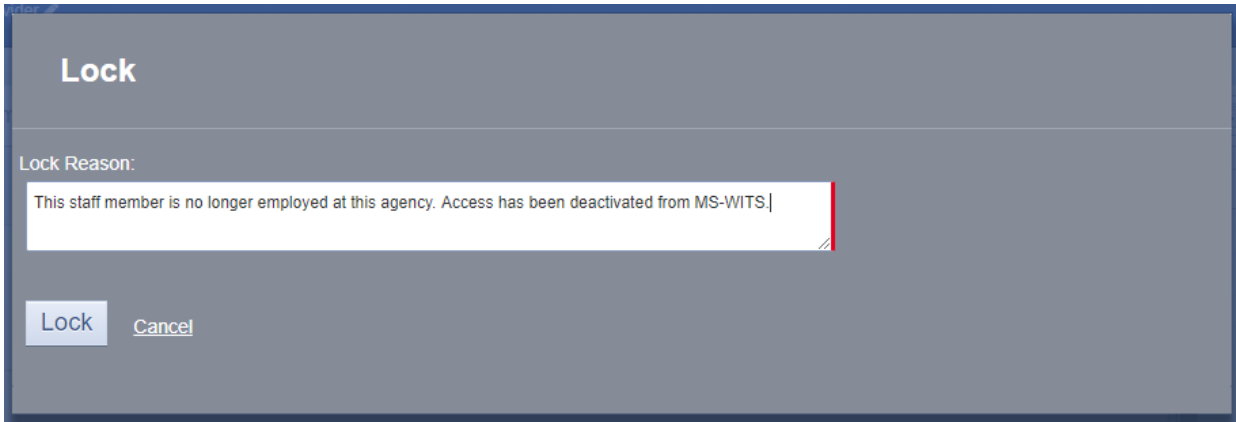 Lock
Lock Reason:
This staff member is no longer employed at this agency. Access has been deactivated from MS-WITS.
Lock
Cancel